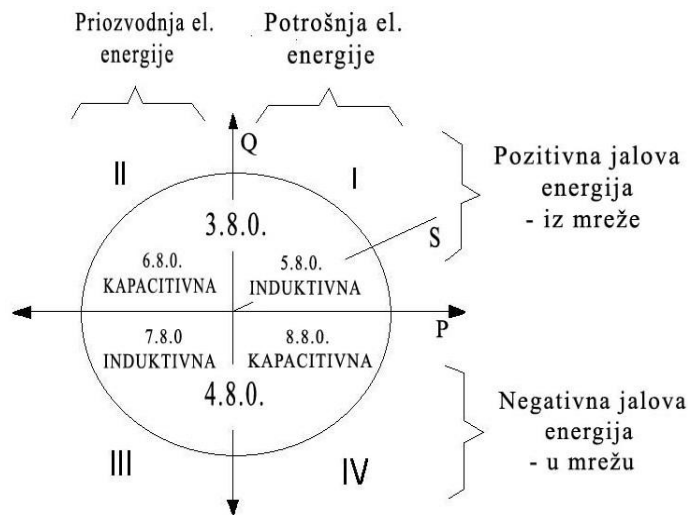 Priozvodnja el.
energije
Potrošnja el.
energije
Q
II
I
Pozitivna jalova
energija
- iz mreže
3.8.0.
S
6.8.0.
KAPACITIVNA
5.8.0.
INDUKTIVNA
P
7.8.0
INDUKTIVNA
8.8.0.
KAPACITIVNA
4.8.0.
Negativna jalova
energija
- u mrežu
III
IV